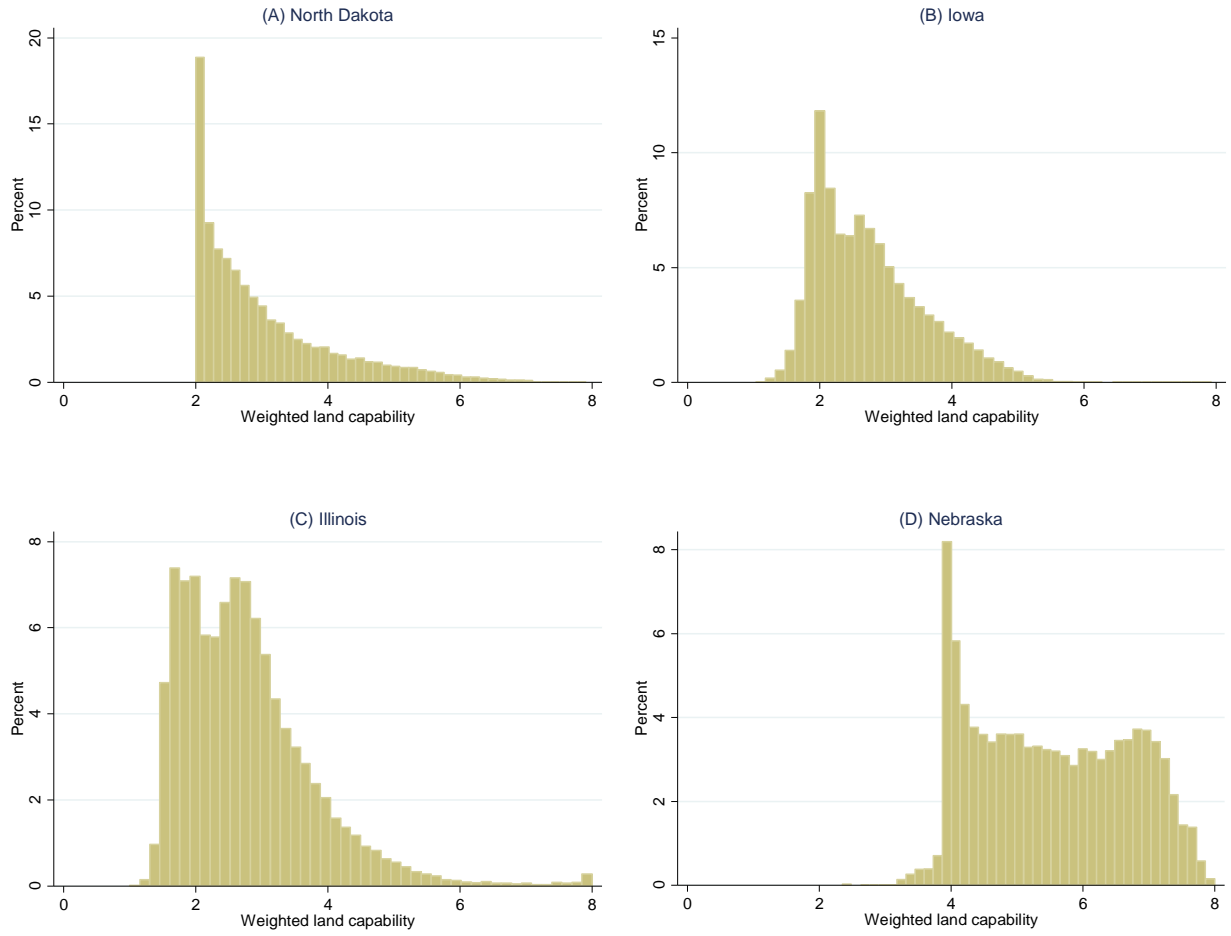 (A) North Dakota
20
15
10
5
0
Percent
0 2 4 6 8
Weighted land capability
(B) Iowa
15
10
5
0
Percent
0 2 4 6 8
Weighted land capability
(C) Illinois
8
6
4
2
0
Percent
0 2 4 6 8
Weighted land capability
(D) Nebraska
8
6
4
2
0
Percent
0 2 4 6 8
Weighted land capability